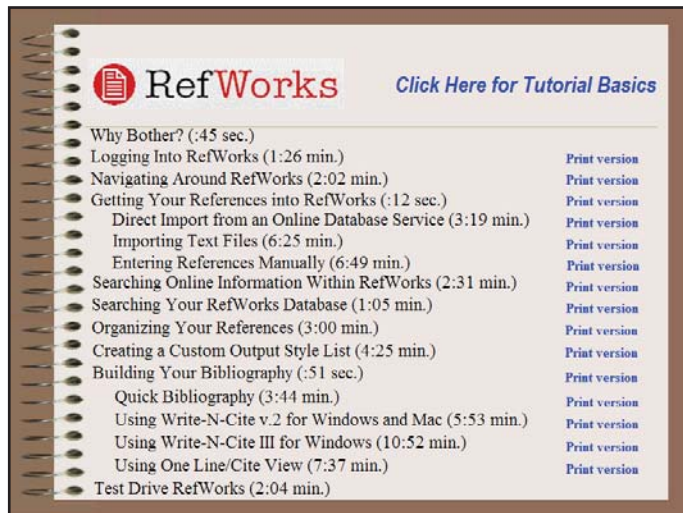 RefWorks Click Here for Tutorial Basics
Why Bother? (:45 sec.)
Logging Into RefWorks (1:26 min.) Print version
Navigating Around RefWorks (2:02 min.) Print version
Getting Your References into RefWorks (:12 sec.) Print version
Direct Import from an Online Database Service (3:19 min.) Print version
Importing Text Files (6:25 min.) Print version
Entering References Manually (6:49 min.) Print version
Searching Online Information Within RefWorks (2:31 min.) Print version
Searching Your RefWorks Database (1:05 min.) Print version
Organizing Your References (3:00 min.) Print version
Creating a Custom Output Style List (4:25 min.) Print version
Building Your Bibliography (:51 sec.) Print version
Quick Bibliography (3:44 min.) Print version
Using Write-N-Cite v.2 for Windows and Mac (5:53 min.) Print version
Using Write-N-Cite III for Windows (10:52 min.) Print version
Using One Line/Cite View (7:37 min.) Print version
Test Drive RefWorks (2:04 min.)